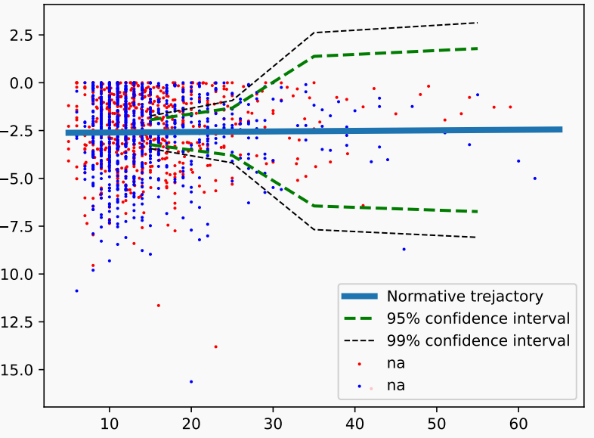 2.5
0.0
−2.5
−5.0
−7.5
10.0
12.5
15.0
Normative trejactory
95% confidence interval
99% confidence interval
na
na
10 20 30 40 50 60